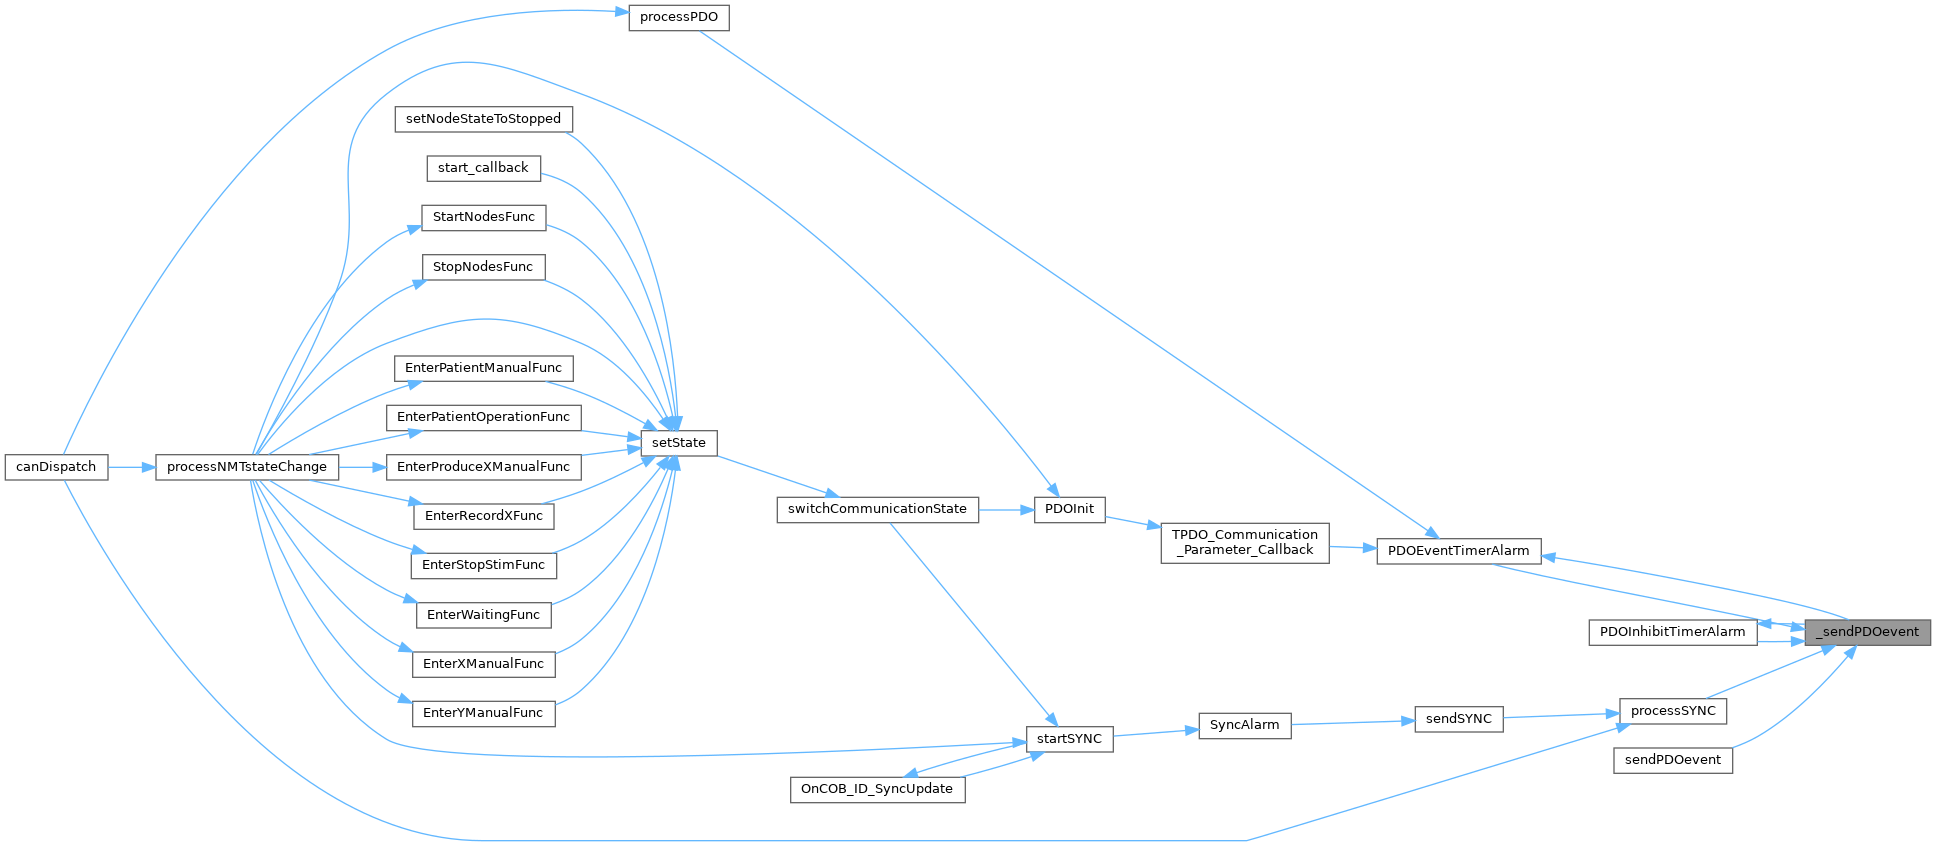 processPDO
setNodeStateToStopped
start_callback
StartNodesFunc
StopNodesFunc
EnterPatientManualFunc
EnterPatientOperationFunc
setState
canDispatch
processNMTstateChange
EnterProduceXManualFunc
EnterRecordXFunc
switchCommunicationState
PDOInit
TPDO_Communication
_Parameter_Callback
PDOEventTimerAlarm
EnterStopStimFunc
EnterWaitingFunc
PDOInhibitTimerAlarm
_sendPDOevent
EnterXManualFunc
EnterYManualFunc
processSYNC
sendSYNC
SyncAlarm
startSYNC
sendPDOevent
OnCOB_ID_SyncUpdate